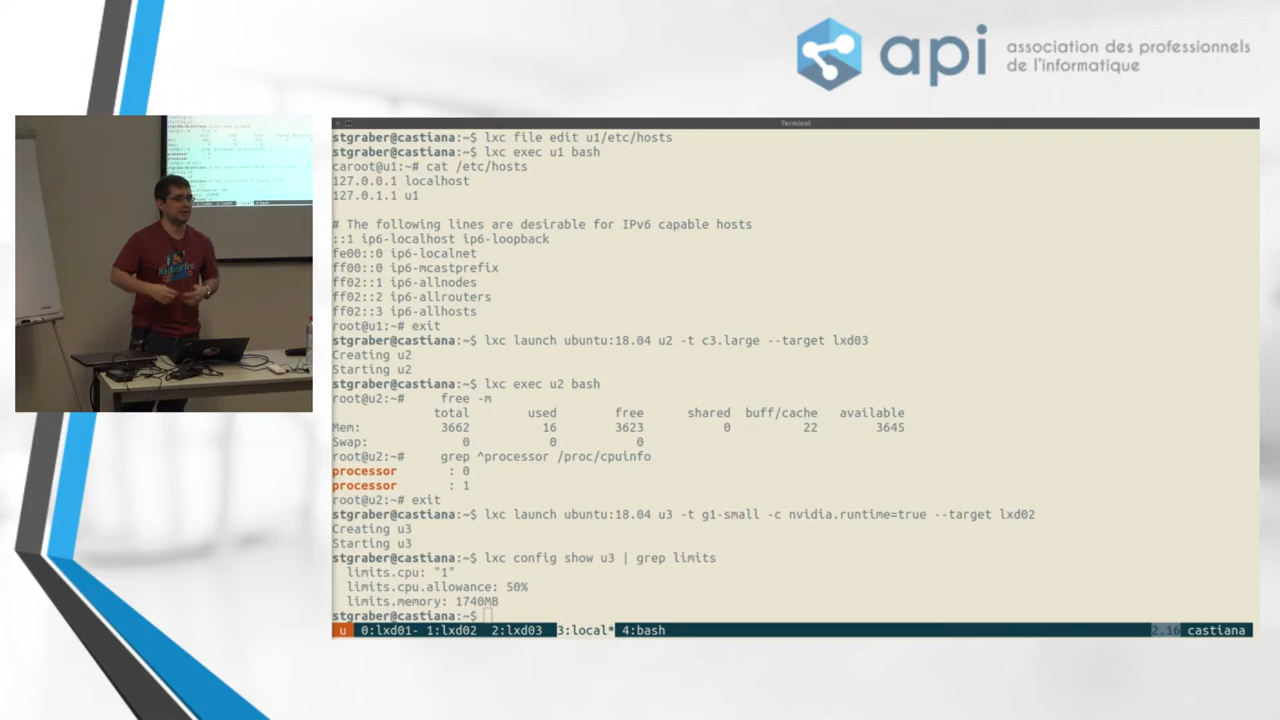 api
association des professionnels
de l'informatique
Terminal
stgraber@castiana:~$ lxc file edit u1/etc/hosts
stgraber@castiana:~$ lxc exec u1 bash
caroot@u1:~# cat /etc/hosts
127.0.0.1 localhost
127.0.1.1 u1
# The following lines are desirable for IPv6 capable hosts
::1 ip6-localhost ip6-loopback
fe00::0 ip6-localnet
ff00::0 ip6-mcastprefix
ff02::1 ip6-allnodes
ff02::2 ip6-allrouters
ff02::3 ip6-allhosts
root@u1:~# exit
stgraber@castiana:~$ lxc launch ubuntu:18.04 u2 -t c3.large --target lxd03
Creating u2
Starting u2
stgraber@castiana:~$ lxc exec u2 bash
root@u2:~# free -m
total used free shared buff/cache available
Mem: 3662 16 3623 0 22 3645
Swap: 0 0 0
root@u2:~# grep ^processor /proc/cpuinfo
processor : 0
processor : 1
root@u2:~# exit
stgraber@castiana:~$ lxc launch ubuntu:18.04 u3 -t g1-small -c nvidia.runtime=true --target lxd02
Creating u3
Starting u3
stgraber@castiana:~$ lxc config show u3 | grep limits
limits.cpu: "1"
limits.cpu.allowance: 50%
limits.memory: 1740MB
stgraber@castiana:~$
u 0:lxd01- 1:lxd02 2:lxd03 3:local* 4:bash 2.16 castiana